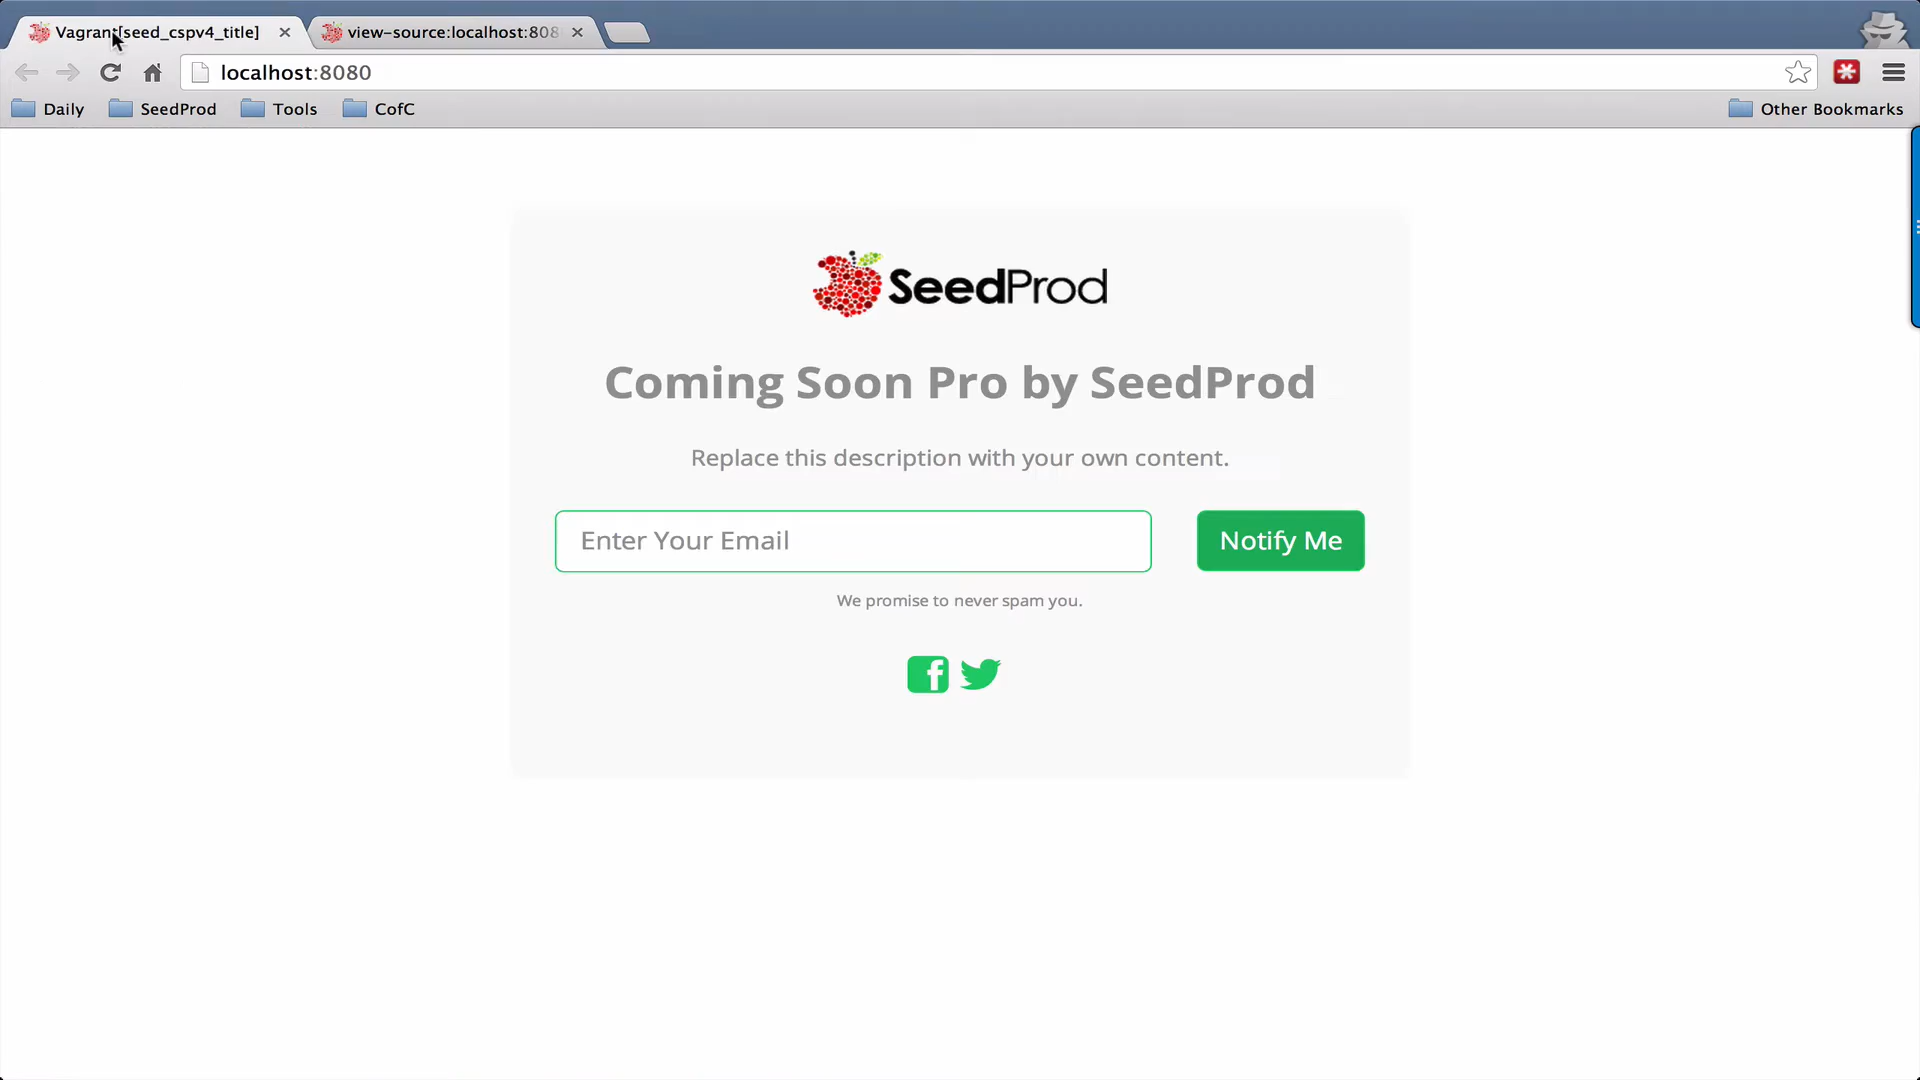 Vagrant[seed_cspv4_title]
view-source:localhost:808
localhost:8080
Daily
SeedProd
Tools
CofC
Other Bookmarks
SeedProd
Coming Soon Pro by SeedProd
Replace this description with your own content.
Enter Your Email
Notify Me
We promise to never spam you.